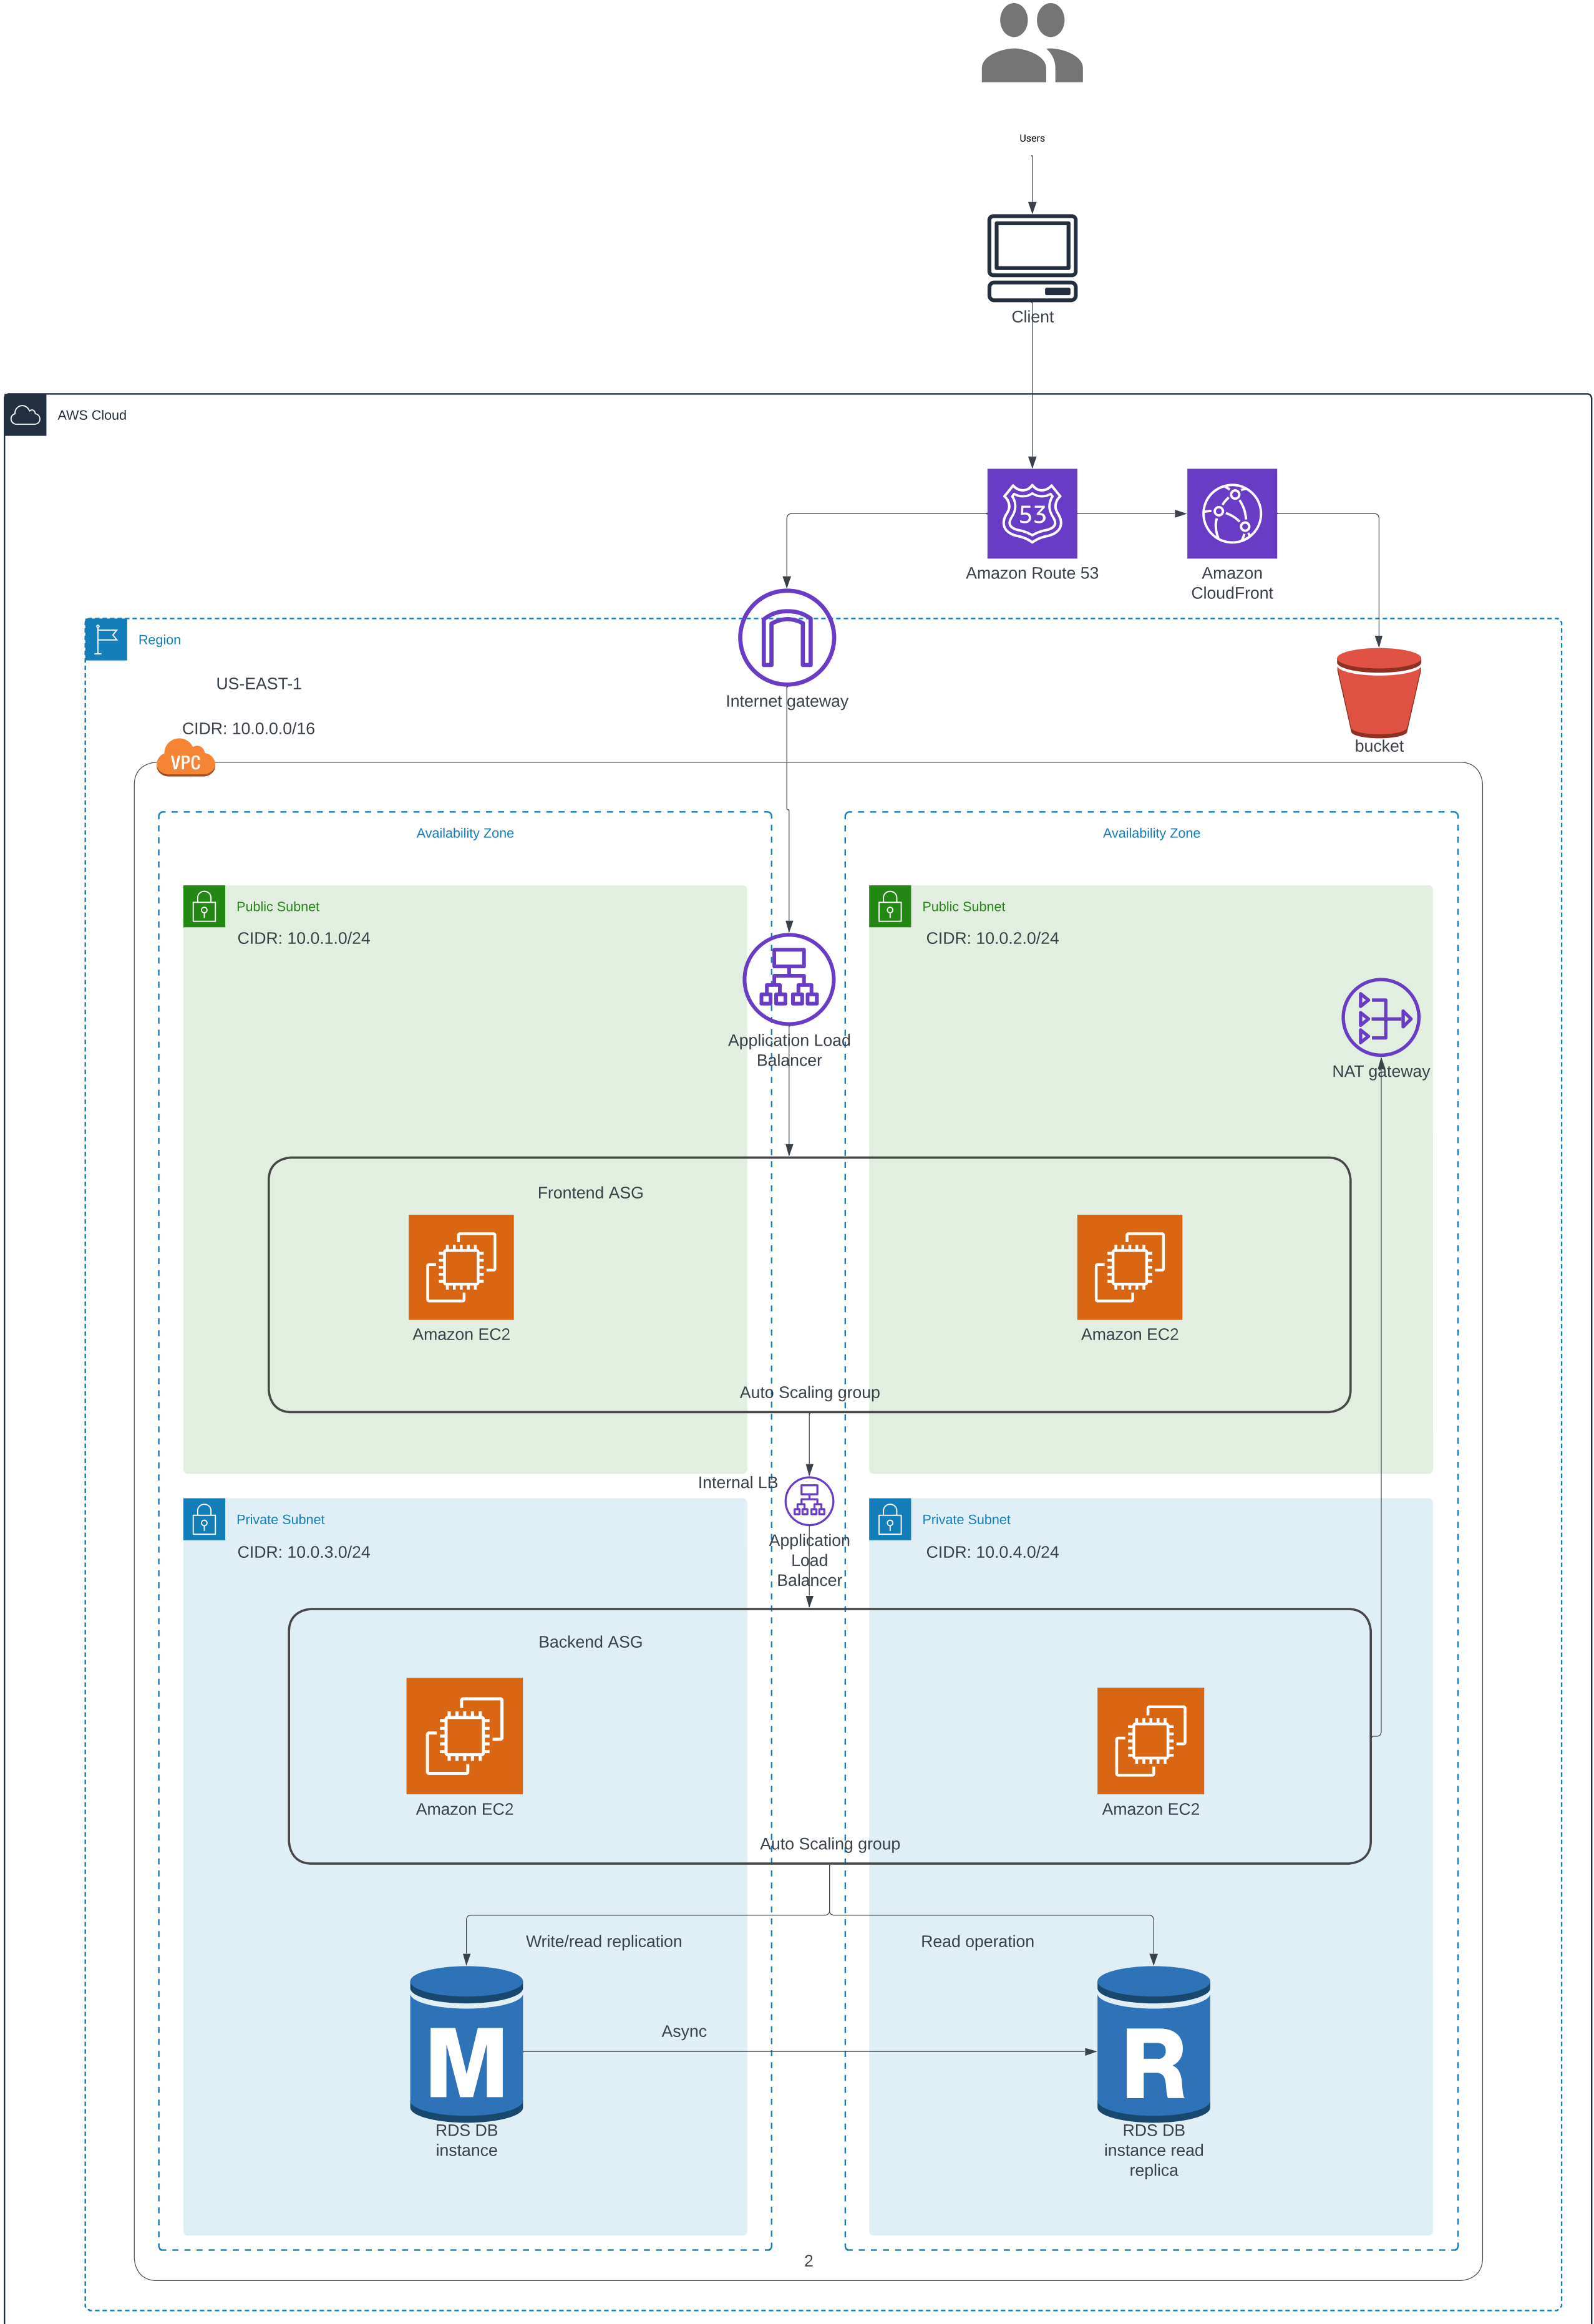 Users
Client
AWS Cloud
53
Amazon Route 53
Amazon
CloudFront
Region
US-EAST-1
Internet gateway
bucket
CIDR: 10.0.0.0/16
VPC
Availability Zone
Availability Zone
Public Subnet
CIDR: 10.0.1.0/24
Public Subnet
CIDR: 10.0.2.0/24
Application Load
Balancer
NAT gateway
Frontend ASG
Amazon EC2
Amazon EC2
Auto Scaling group
Internal LB
Application
Load
Balancer
Private Subnet
CIDR: 10.0.3.0/24
Private Subnet
CIDR: 10.0.4.0/24
Backend ASG
Amazon EC2
Amazon EC2
Auto Scaling group
Write/read replication
Read operation
Async
M
R
RDS DB
instance
RDS DB
instance read
replica
2